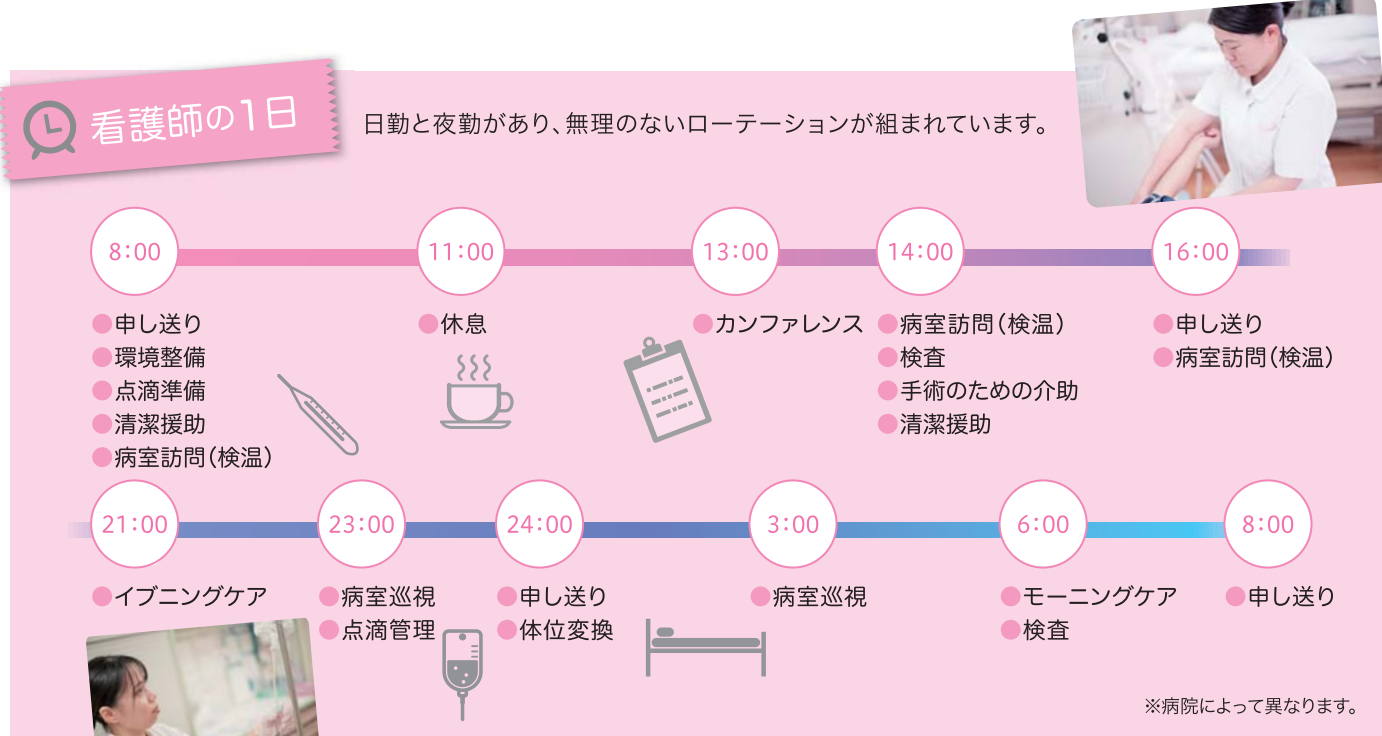 看護師の1日
日勤と夜勤があり、無理のないローテーションが組まれています。
8:00
11:00
13:00
14:00
16:00
●申し送り
●環境整備
●点滴準備
●清潔援助
●病室訪問(検温)
●休息
●カンファレンス
●病室訪問(検温)
●検査
●手術のための介助
●清潔援助
●申し送り
●病室訪問(検温)
21:00
23:00
24:00
3:00
6:00
8:00
●イブニングケア
●病室巡視
●点滴管理
●申し送り
●体位変換
●病室巡視
●モーニングケア
●検査
●申し送り
※病院によって異なります。